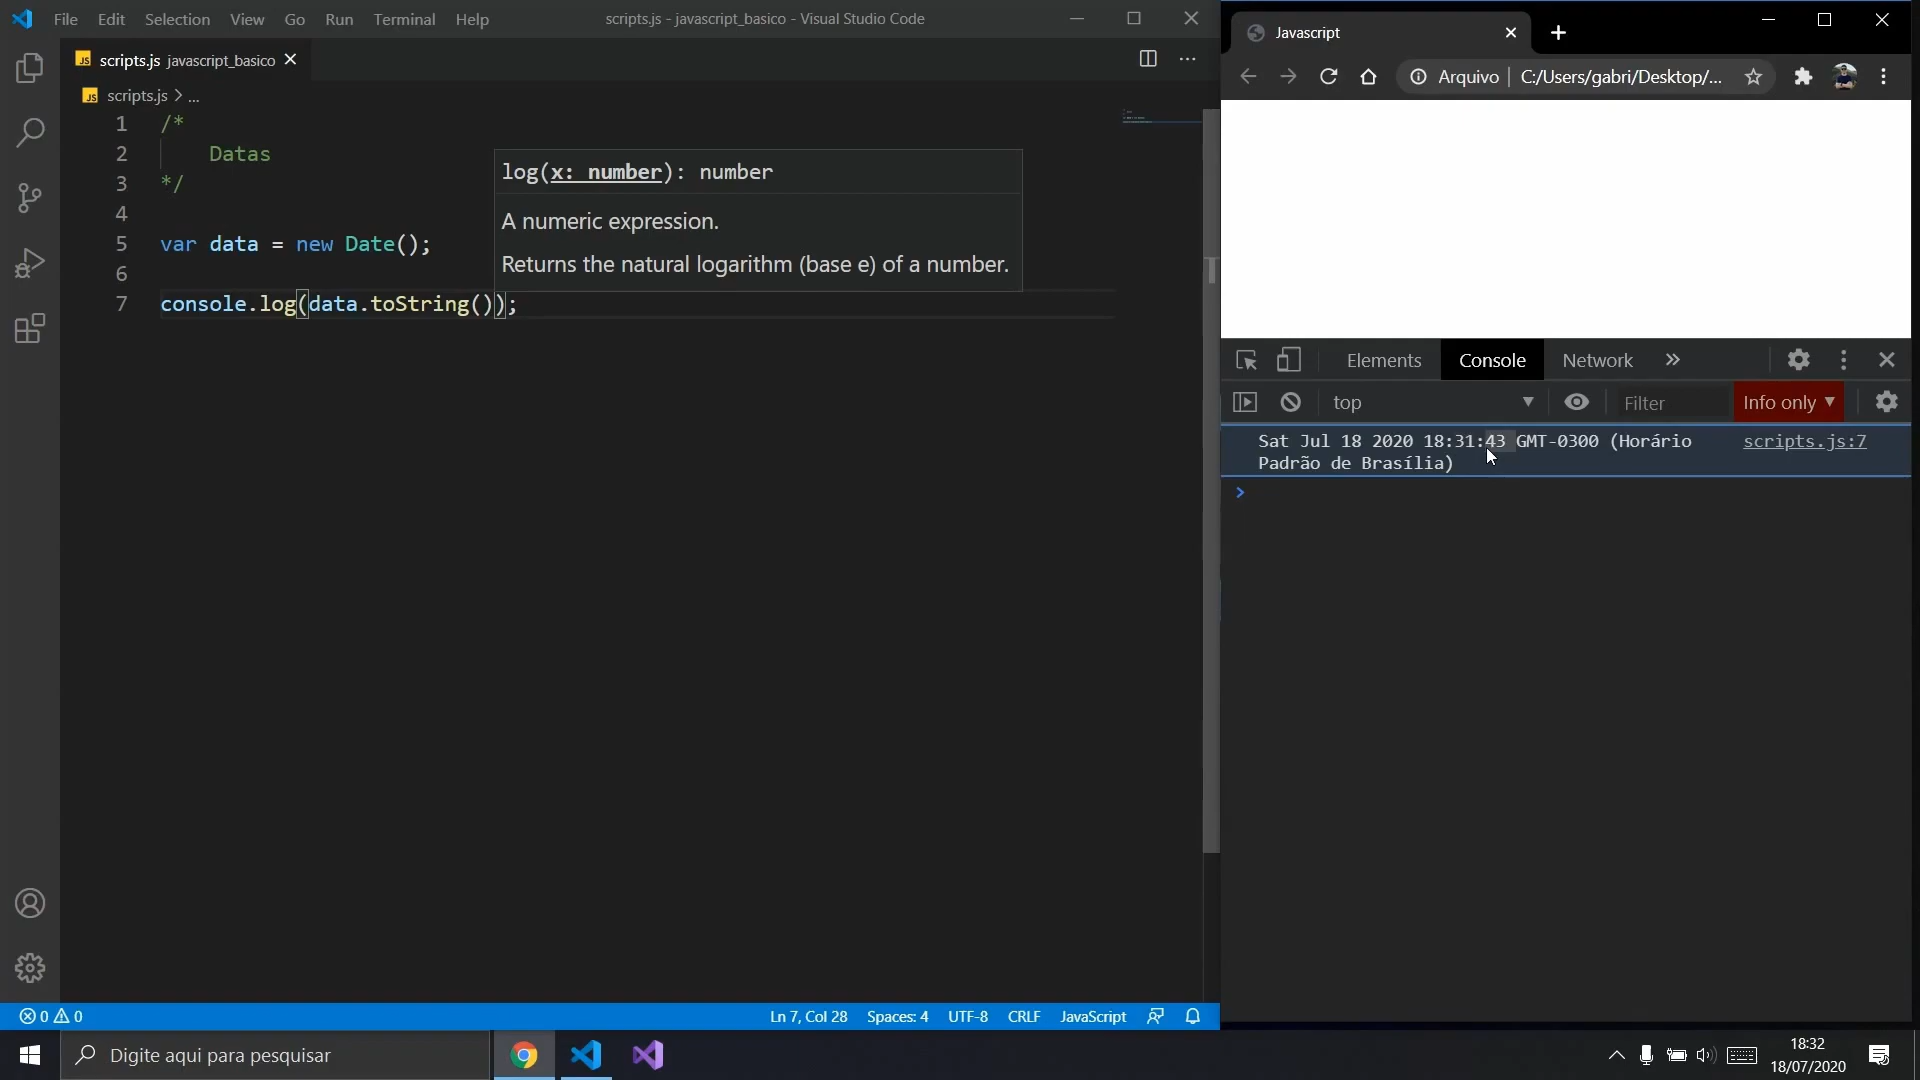 File Edit Selection View Go Run Terminal Help
scripts.js - javascript_basico - Visual Studio Code
JS scripts.js javascript_basico
JS scripts.js > ...
1 /*
2 Datas
3 */
4
5 var data = new Date();
6
7 console.log(data.toString());
log(x: number): number
A numeric expression.
Returns the natural logarithm (base e) of a number.
0 0
Ln 7, Col 28 Spaces: 4 UTF-8 CRLF JavaScript
Javascript
Arquivo | C:/Users/gabri/Desktop/...
Elements Console Network »
top Filter Info only
Sat Jul 18 2020 18:31:43 GMT-0300 (Horário scripts.js:7
Padrão de Brasília)
>
Digite aqui para pesquisar
18:32
18/07/2020